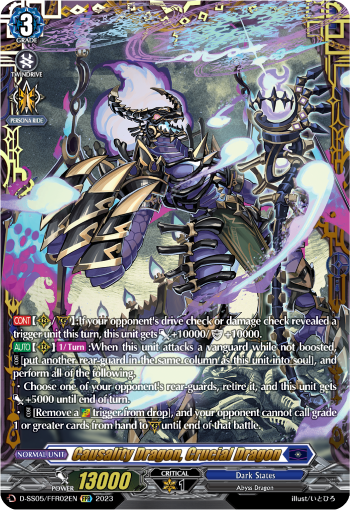 3
GRADE
TWINDRIVE
PERSONA RIDE
CONT [ / ]:If your opponent's drive check or damage check revealed a
trigger unit this turn, this unit gets +10000/ +10000.
AUTO [ ] 1/Turn :When this unit attacks a vanguard while not boosted,
[put another rear-guard in the same column as this unit into soul], and
perform all of the following.
・Choose one of your opponent's rear-guards, retire it, and this unit gets
+5000 until end of turn.
・[Remove a trigger from drop], and your opponent cannot call grade
1 or greater cards from hand to until end of that battle.
NORMAL UNIT
Causality Dragon, Crucial Dragon
POWER
13000
CRITICAL
1
Dark States
Abyss Dragon
D-SS05/FFR02EN FFR 2023
illust/いとひろ